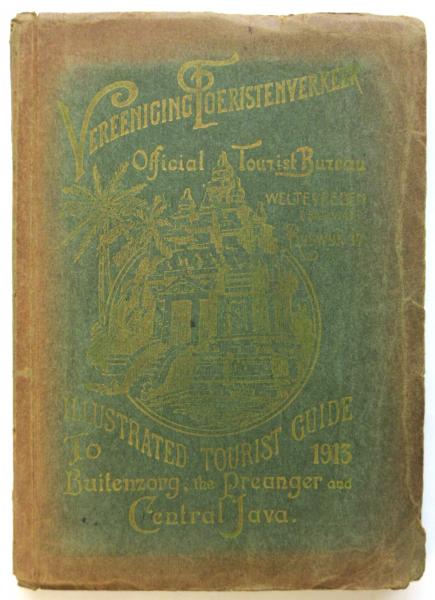 Vereeniging Toeristenverkeer
Official Tourist Bureau
Weltevreden
Illustrated Tourist Guide
To 1913
Buitenzorg, the Preanger and
Central Java.